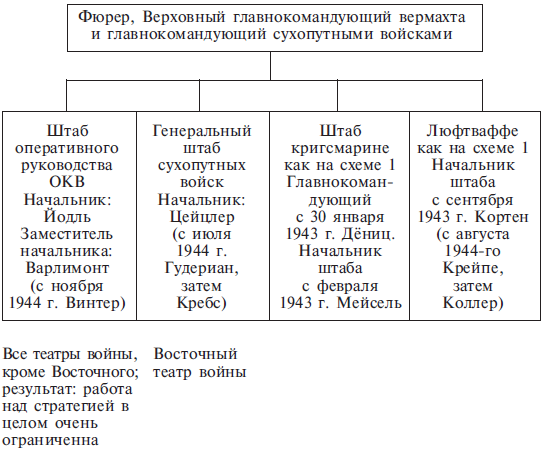 Фюрер, Верховный главнокомандующий вермахта
и главнокомандующий сухопутными войсками
Штаб
оперативного
руководства
ОКВ
Начальник:
Йодль
Заместитель
начальника:
Варлимонт
(с ноября
1944 г. Винтер)
Генеральный
штаб
сухопутных
войск
Начальник:
Цейцлер
(с июля
1944 г.
Гудериан,
затем
Кребс)
Штаб
кригсмарине
как на схеме 1
Главнокоман-
дующий
с 30 января
1943 г. Дёниц.
Начальник
штаба
с февраля
1943 г. Мейсель
Люфтваффе
как на схеме 1
Начальник
штаба
с сентября
1943 г. Кортен
(с августа
1944-го
Крейпе,
затем
Коллер)
Все театры войны,
кроме Восточного;
результат: работа
над стратегией в
целом очень
ограниченна
Восточный
театр войны